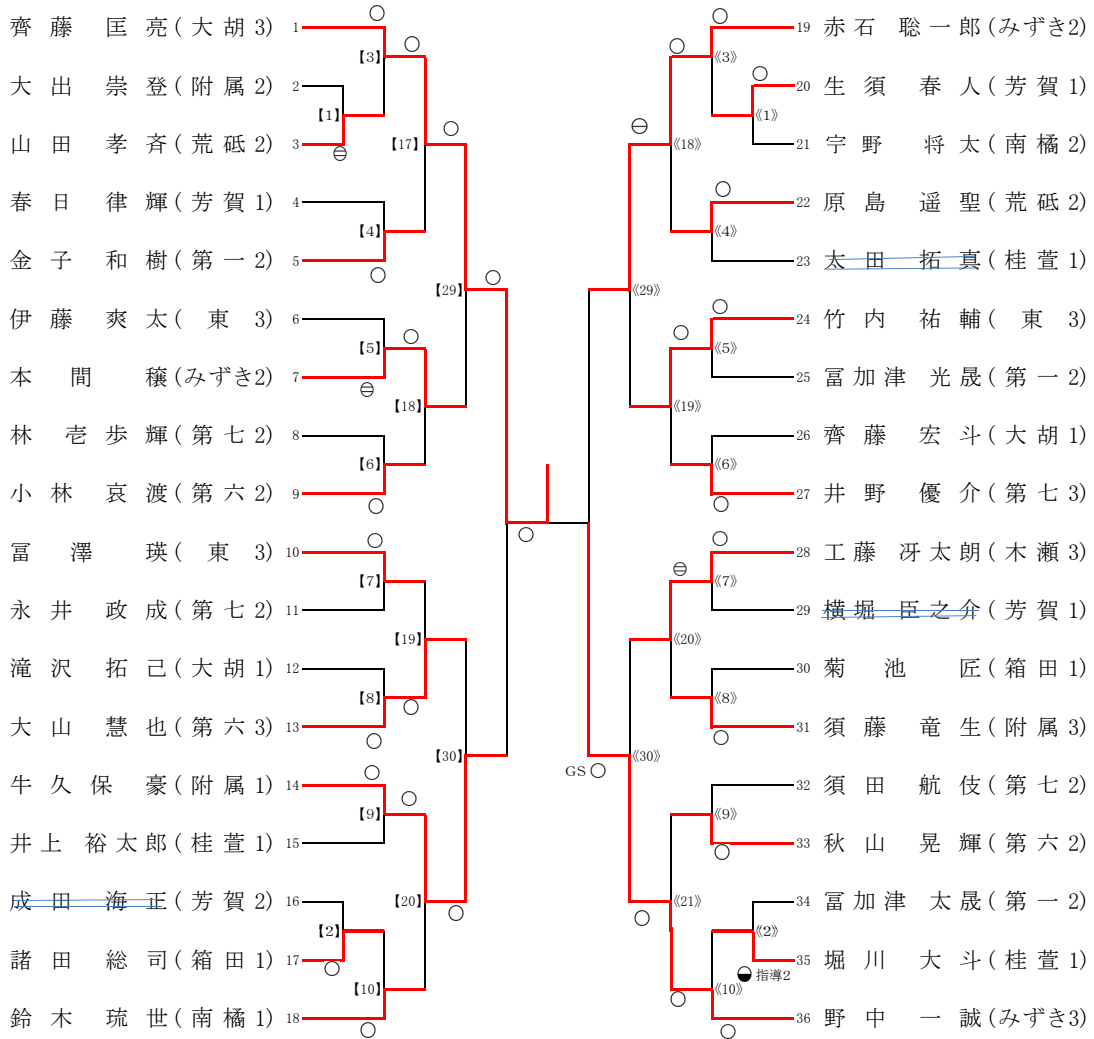 齊藤匡亮(大胡3) 1
大出崇登(附属2) 2
山田孝斉(荒砥2) 3
春日律輝(芳賀1) 4
金子和樹(第一2) 5
伊藤爽太(東3) 6
本間穣(みずき2) 7
林壱歩輝(第七2) 8
小林哀渡(第六2) 9
冨澤瑛(東3) 10
永井政成(第七2) 11
滝沢拓己(大胡1) 12
大山慧也(第六3) 13
牛久保豪(附属1) 14
井上裕太郎(桂萱1) 15
成田海正(芳賀2) 16
諸田総司(箱田1) 17
鈴木琉世(南橘1) 18
【3】
【1】
【17】
【4】
【29】
【5】
【18】
【6】
【7】
【19】
【8】
【30】
【9】
【20】
【2】
【10】
GS
《3》
《1》
《18》
《4》
《29》
《5》
《19》
《6》
《7》
《20》
《8》
《30》
《9》
《21》
《2》
指導2
《10》
19 赤石聡一郎(みずき2)
20 生須春人(芳賀1)
21 宇野将太(南橘2)
22 原島遥聖(荒砥2)
23 太田拓真(桂萱1)
24 竹内祐輔(東3)
25 冨加津光晟(第一2)
26 齊藤宏斗(大胡1)
27 井野優介(第七3)
28 工藤冴太朗(木瀬3)
29 横堀臣之介(芳賀1)
30 菊池匠(箱田1)
31 須藤竜生(附属3)
32 須田航伎(第七2)
33 秋山晃輝(第六2)
34 冨加津太晟(第一2)
35 堀川大斗(桂萱1)
36 野中一誠(みずき3)